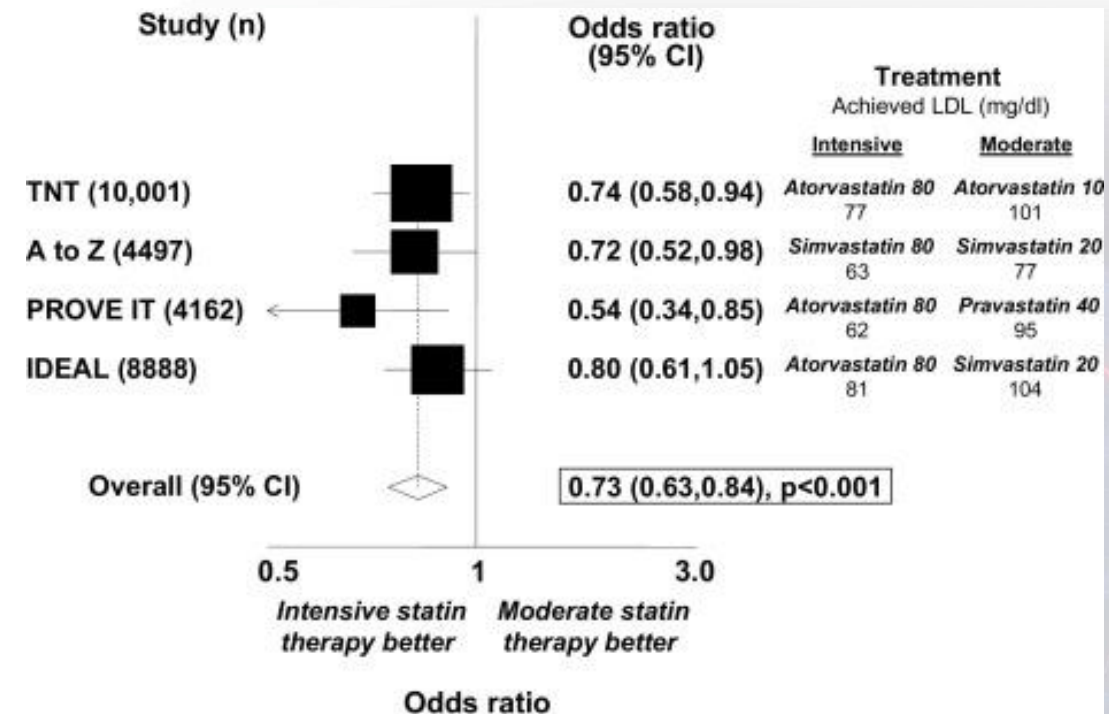 Study (n)
Odds ratio
(95% CI)
Treatment
Achieved LDL (mg/dl)
Intensive Moderate
TNT (10,001) 0.74 (0.58,0.94) Atorvastatin 80 Atorvastatin 10
77 101
A to Z (4497) 0.72 (0.52,0.98) Simvastatin 80 Simvastatin 20
63 77
PROVE IT (4162) 0.54 (0.34,0.85) Atorvastatin 80 Pravastatin 40
62 95
IDEAL (8888) 0.80 (0.61,1.05) Atorvastatin 80 Simvastatin 20
81 104
Overall (95% CI) 0.73 (0.63,0.84), p<0.001
0.5 1 3.0
Intensive statin Moderate statin
therapy better therapy better
Odds ratio